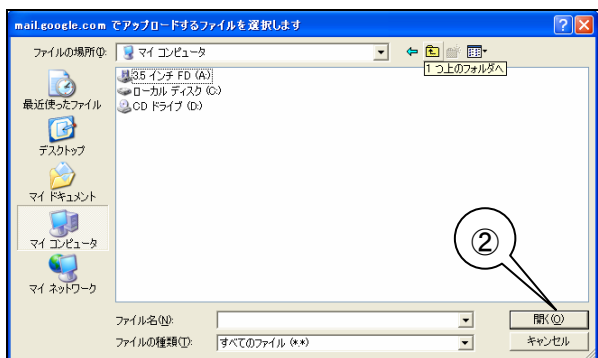 mail.google.com でアップロードするファイルを選択します
ファイルの場所(I):
マイ コンピュータ
1 つ上のフォルダへ
3.5 インチ FD (A:)
ローカル ディスク (C:)
CD ドライブ (D:)
最近使ったファイル
デスクトップ
マイ ドキュメント
マイ コンピュータ
マイ ネットワーク
②
ファイル名(N):
開く(O)
ファイルの種類(T):
すべてのファイル (*.*)
キャンセル